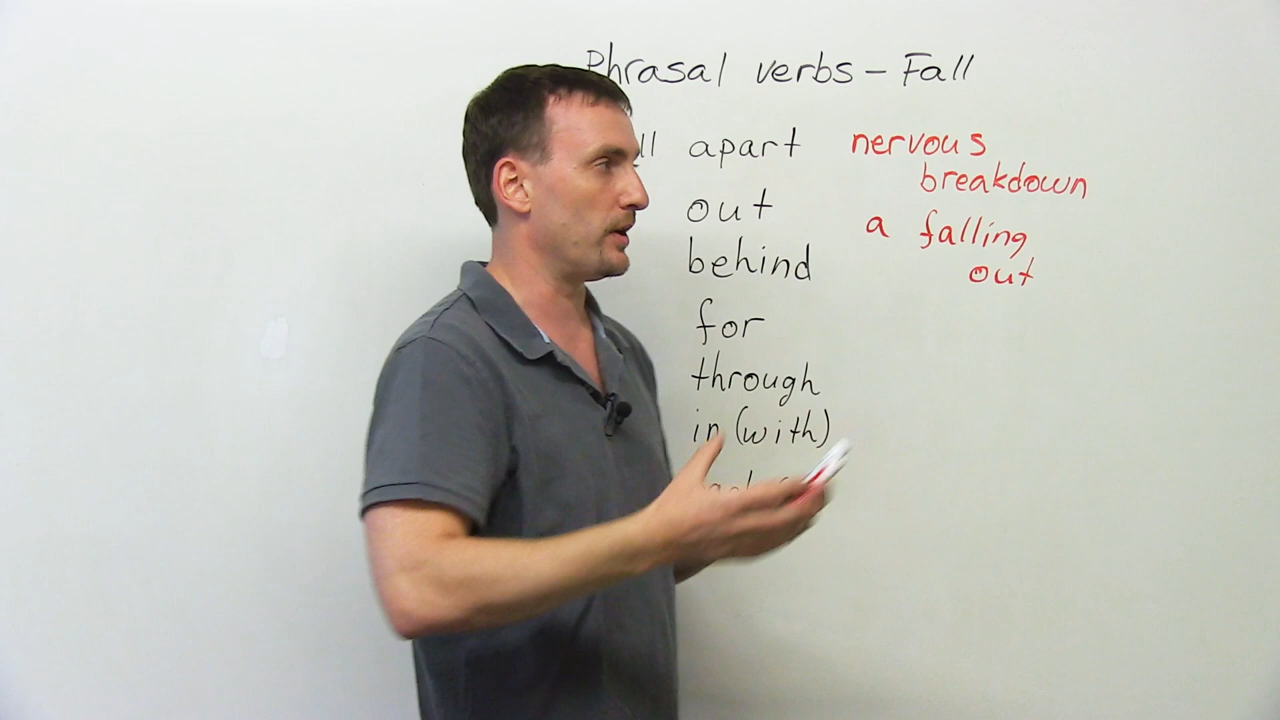 Phrasal verbs - Fall
apart
out
behind
for
through
in (with)
nervous
breakdown
a falling
out